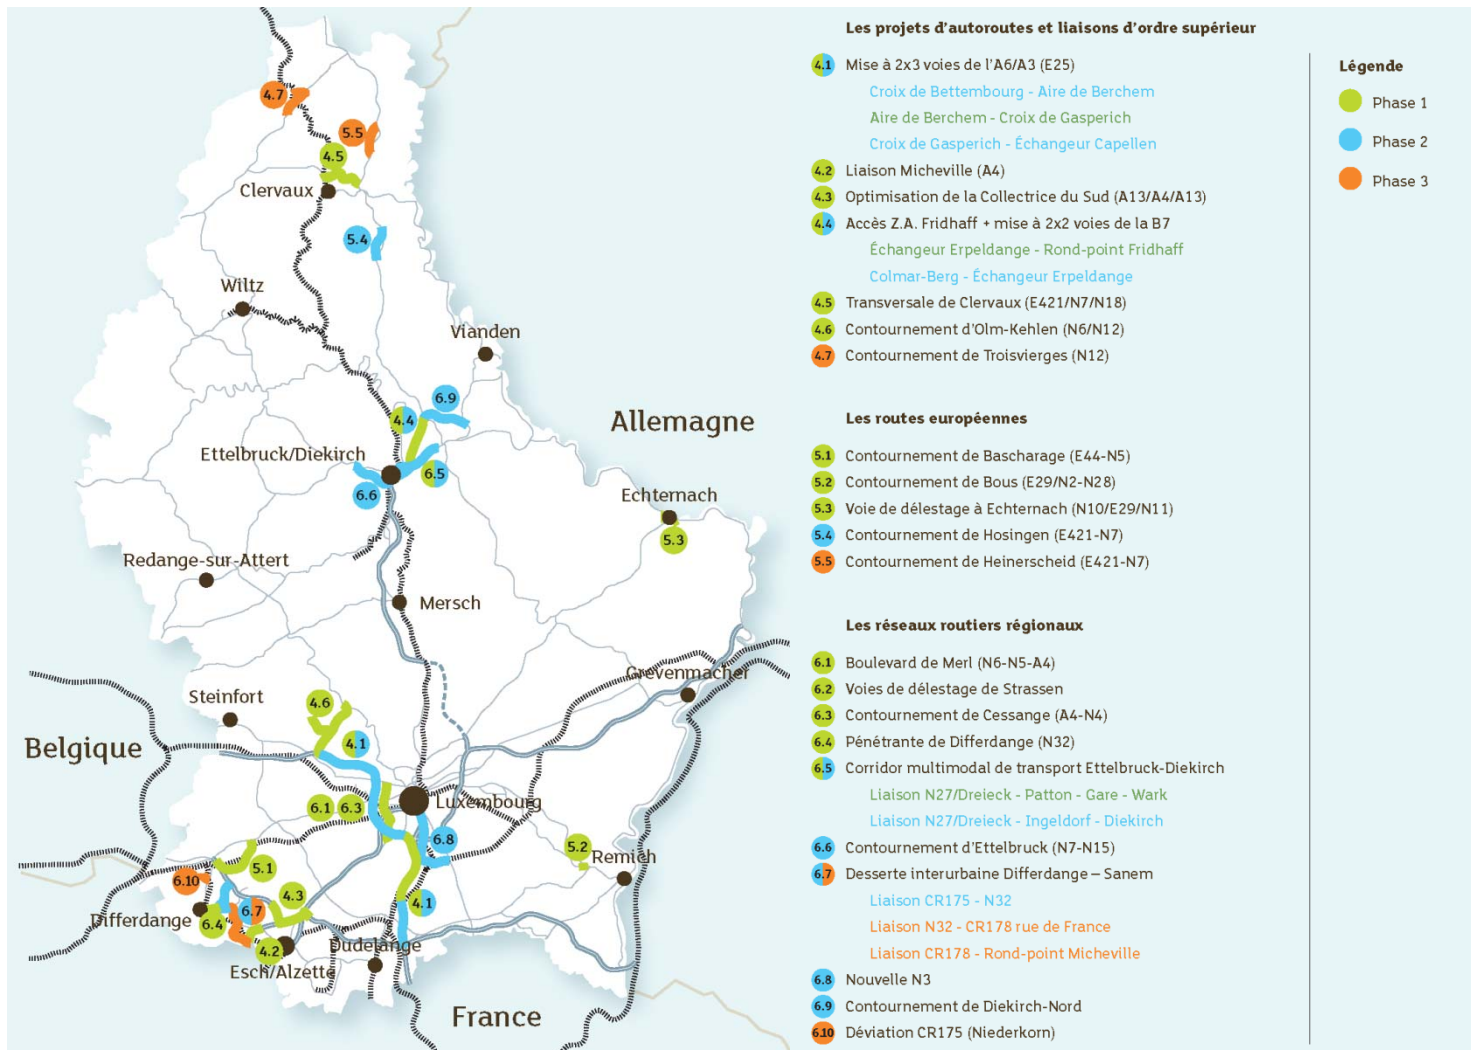 4.7
5.5
4.5
Clervaux
5.4
Wiltz
Vianden
6.9
4.4
Allemagne
Ettelbruck/Diekirch
6.5
6.6
Echternach
5.3
Redange-sur-Attert
Mersch
Grevenmacher
Steinfort
4.6
4.1
Belgique
6.1
6.3
Luxembourg
6.8
5.2
Remich
5.1
6.10
4.3
6.7
4.1
Differdange
6.4
4.2
Dudelange
Esch/Alzette
France
Les projets d'autoroutes et liaisons d'ordre supérieur
4.1 Mise à 2x3 voies de l'A6/A3 (E25)
Croix de Bettembourg - Aire de Berchem
Aire de Berchem - Croix de Gasperich
Croix de Gasperich - Échangeur Capellen
4.2 Liaison Micheville (A4)
4.3 Optimisation de la Collectrice du Sud (A13/A4/A13)
4.4 Accès Z.A. Fridhaff + mise à 2x2 voies de la B7
Échangeur Erpeldange - Rond-point Fridhaff
Colmar-Berg - Échangeur Erpeldange
4.5 Transversale de Clervaux (E421/N7/N18)
4.6 Contournement d'Olm-Kehlen (N6/N12)
4.7 Contournement de Troisvierges (N12)
Les routes européennes
5.1 Contournement de Bascharage (E44-N5)
5.2 Contournement de Bous (E29/N2-N28)
5.3 Voie de délestage à Echternach (N10/E29/N11)
5.4 Contournement de Hosingen (E421-N7)
5.5 Contournement de Heinerscheid (E421-N7)
Les réseaux routiers régionaux
6.1 Boulevard de Merl (N6-N5-A4)
6.2 Voies de délestage de Strassen
6.3 Contournement de Cessange (A4-N4)
6.4 Pénétrante de Differdange (N32)
6.5 Corridor multimodal de transport Ettelbruck-Diekirch
Liaison N27/Dreieck - Patton - Gare - Wark
Liaison N27/Dreieck - Ingeldorf - Diekirch
6.6 Contournement d'Ettelbruck (N7-N15)
6.7 Desserte interurbaine Differdange – Sanem
Liaison CR175 - N32
Liaison N32 - CR178 rue de France
Liaison CR178 - Rond-point Micheville
6.8 Nouvelle N3
6.9 Contournement de Diekirch-Nord
6.10 Déviation CR175 (Niederkorn)
Légende
Phase 1
Phase 2
Phase 3